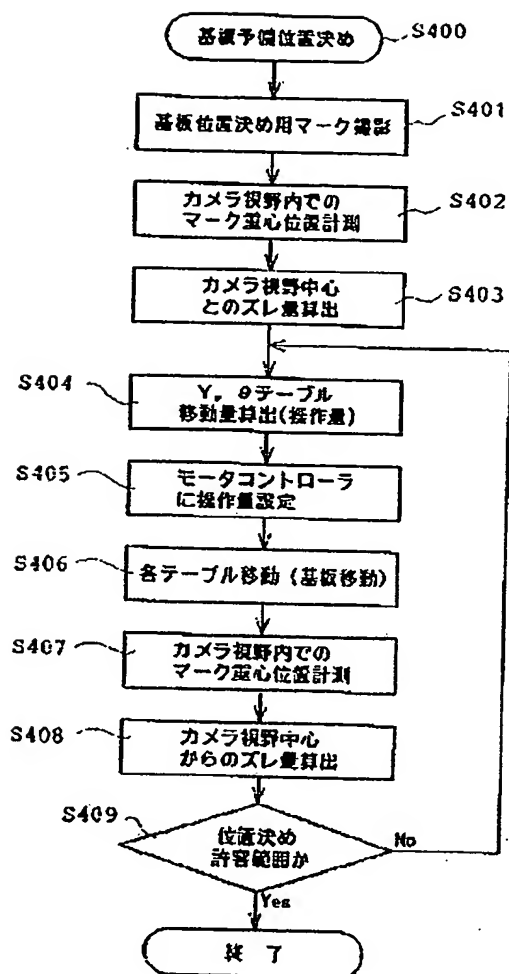 基板予備位置決め
S400
基板位置決め用マーク撮影
S401
カメラ視野内での
マーク重心位置計測
S402
カメラ視野中心
とのズレ量算出
S403
S404
Y, θテーブル
移動量算出(操作量)
S405
モータコントローラ
に操作量設定
S406
各テーブル移動(基板移動)
S407
カメラ視野内での
マーク重心位置計測
S408
カメラ視野中心
からのズレ量算出
S409
位置決め
許容範囲か
No
Yes
終 了